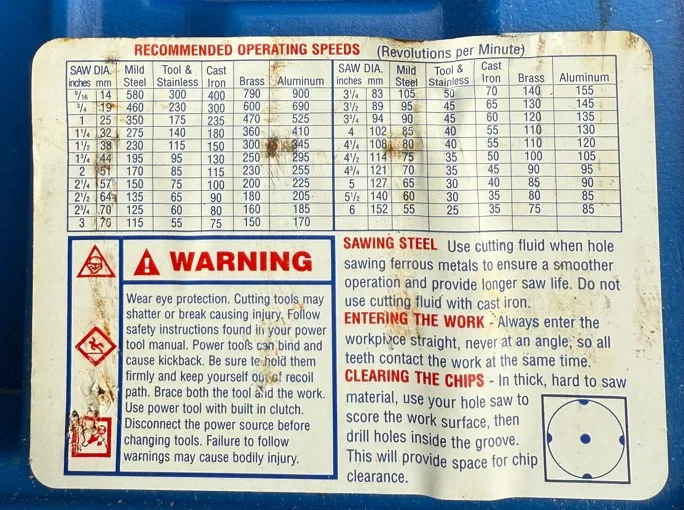 RECOMMENDED OPERATING SPEEDS (Revolutions per Minute)
SAW DIA. Mild Tool & Cast Brass Aluminum
inches mm Steel Stainless Iron
9/16 14 580 300 400 790 900
3/4 19 460 230 300 600 690
1 25 350 175 235 470 525
1 1/4 32 275 140 180 360 410
1 1/2 38 230 115 150 300 345
1 3/4 44 195 95 130 250 295
2 51 170 85 115 230 255
2 1/4 57 150 75 100 200 225
2 1/2 64 135 65 90 180 205
2 3/4 70 125 60 80 160 185
3 76 115 55 75 150 170
SAW DIA. Mild Tool & Cast Brass Aluminum
inches mm Steel Stainless Iron
3 1/4 83 105 50 70 140 155
3 1/2 89 95 45 65 130 145
3 3/4 94 90 45 60 120 135
4 102 85 40 55 110 130
4 1/4 108 80 40 55 110 120
4 1/2 114 75 35 50 100 105
4 3/4 121 70 35 45 90 95
5 127 65 30 40 85 90
5 1/2 140 60 30 35 80 85
6 152 55 25 35 75 85
WARNING
Wear eye protection. Cutting tools may
shatter or break causing injury. Follow
safety instructions found in your power
tool manual. Power tools can bind and
cause kickback. Be sure to hold them
firmly and keep yourself out of recoil
path. Brace both the tool and the work.
Use power tool with built in clutch.
Disconnect the power source before
changing tools. Failure to follow
warnings may cause bodily injury.
SAWING STEEL Use cutting fluid when hole
sawing ferrous metals to ensure a smoother
operation and provide longer saw life. Do not
use cutting fluid with cast iron.
ENTERING THE WORK - Always enter the
workpiece straight, never at an angle, so all
teeth contact the work at the same time.
CLEARING THE CHIPS - In thick, hard to saw
material, use your hole saw to
score the work surface, then
drill holes inside the groove.
This will provide space for chip
clearance.